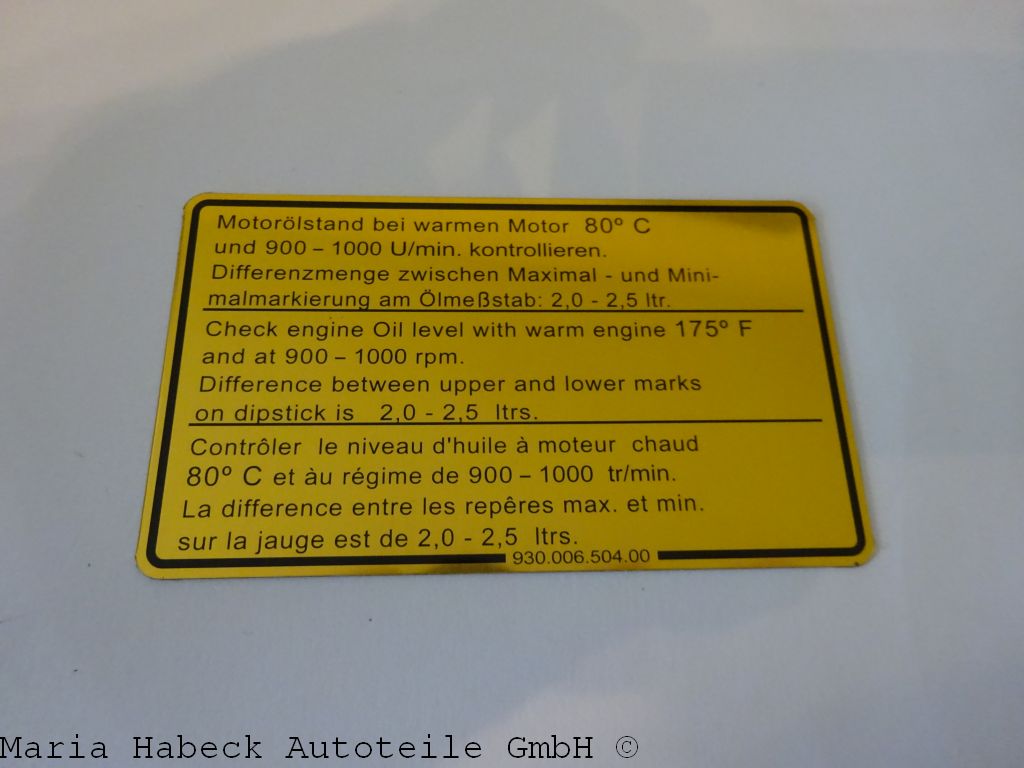 Motorölstand bei warmen Motor 80º C
und 900 – 1000 U/min. kontrollieren.
Differenzmenge zwischen Maximal - und Mini-
malmarkierung am Ölmeßstab: 2,0 - 2,5 ltr.
Check engine Oil level with warm engine 175º F
and at 900 – 1000 rpm.
Difference between upper and lower marks
on dipstick is 2,0 - 2,5 ltrs.
Contrôler le niveau d'huile à moteur chaud
80º C et àu régime de 900 – 1000 tr/min.
La difference entre les repêres max. et min.
sur la jauge est de 2,0 - 2,5 ltrs.
930.006.504.00
Maria Habeck Autoteile GmbH ©